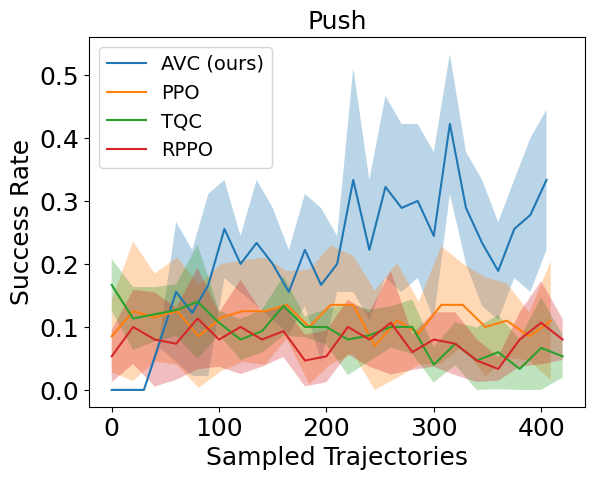 Push
AVC (ours)
PPO
TQC
RPPO
Success Rate
0.5
0.4
0.3
0.2
0.1
0.0
0 100 200 300 400
Sampled Trajectories